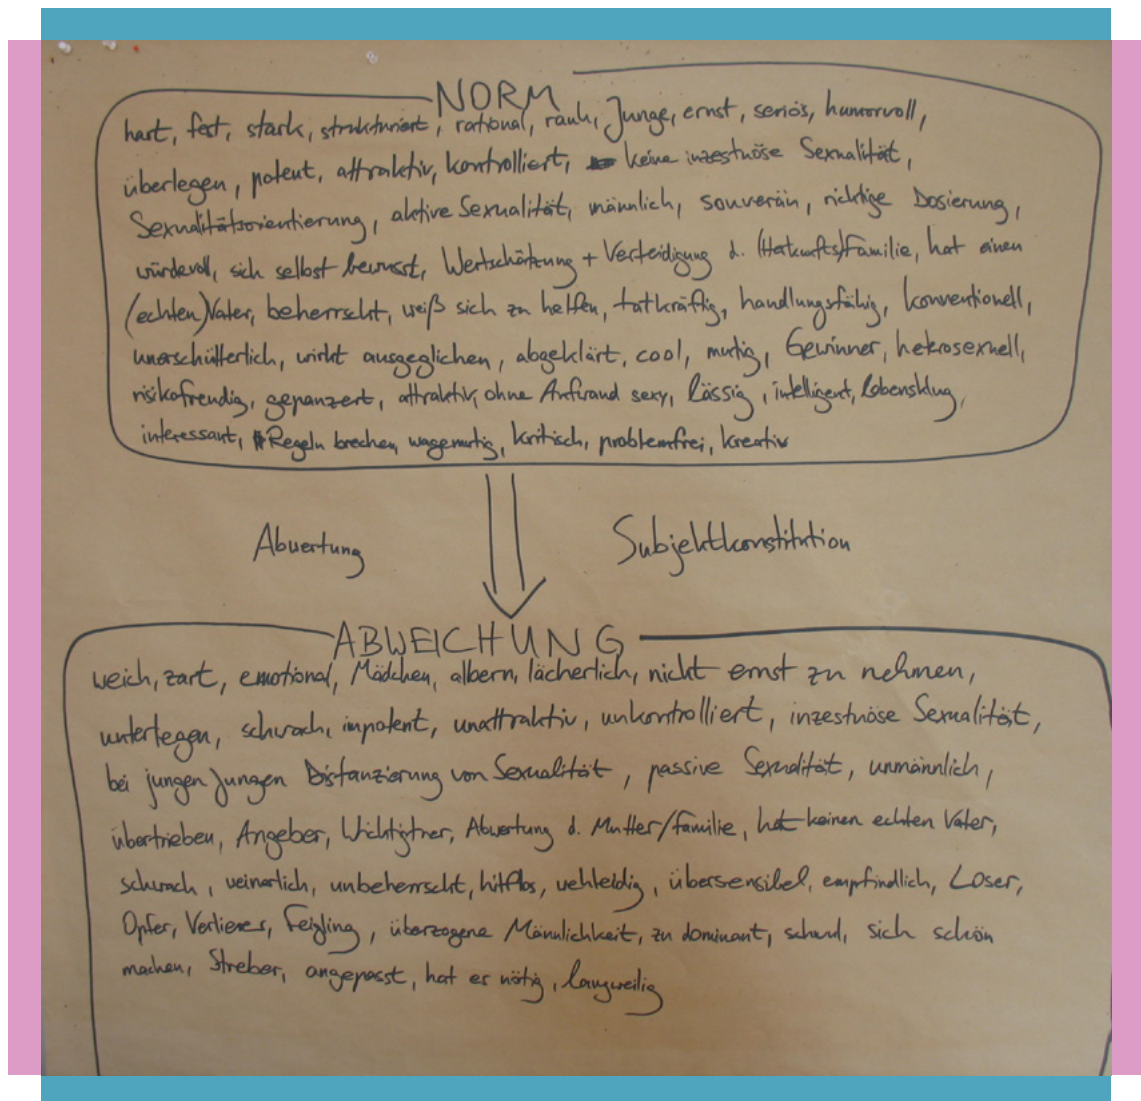 NORM
hart, fest, stark, strukturiert, rational, rauh, Junge, ernst, seriös, humorvoll,
überlegen, potent, attraktiv, kontrolliert, keine inzestuöse Sexualität,
Sexualitätsorientierung, aktive Sexualität, männlich, souverän, richtige Dosierung,
würdevoll, sich selbst bewusst, Wertschätzung + Verteidigung d. (Herkunfts)Familie, hat einen
(echten) Vater, beherrscht, weiß sich zu helfen, tatkräftig, handlungsfähig, konventionell,
unerschütterlich, wirkt ausgeglichen, abgeklärt, cool, mutig, Gewinner, heterosexuell,
risikofreudig, gepanzert, attraktiv, ohne Aufwand sexy, lässig, intelligent, lebensklug,
interessant, Regeln brechen, wagemutig, kritisch, problemfrei, kreativ
Abwertung Subjektkonstitution
ABWEICHUNG
weich, zart, emotional, Mädchen, albern, lächerlich, nicht ernst zu nehmen,
unterlegen, schwach, impotent, unattraktiv, unkontrolliert, inzestuöse Sexualität,
bei jungen Jungen Distanzierung von Sexualität, passive Sexualität, unmännlich,
übertrieben, Angeber, Wichtigtuer, Abwertung d. Mutter/Familie, hat keinen echten Vater,
schwach, weinerlich, unbeherrscht, hilflos, wehleidig, übersensibel, empfindlich, Loser,
Opfer, Verlierer, Feigling, überzogene Männlichkeit, zu dominant, schwul, sich schön
machen, Streber, angepasst, hat es nötig, langweilig